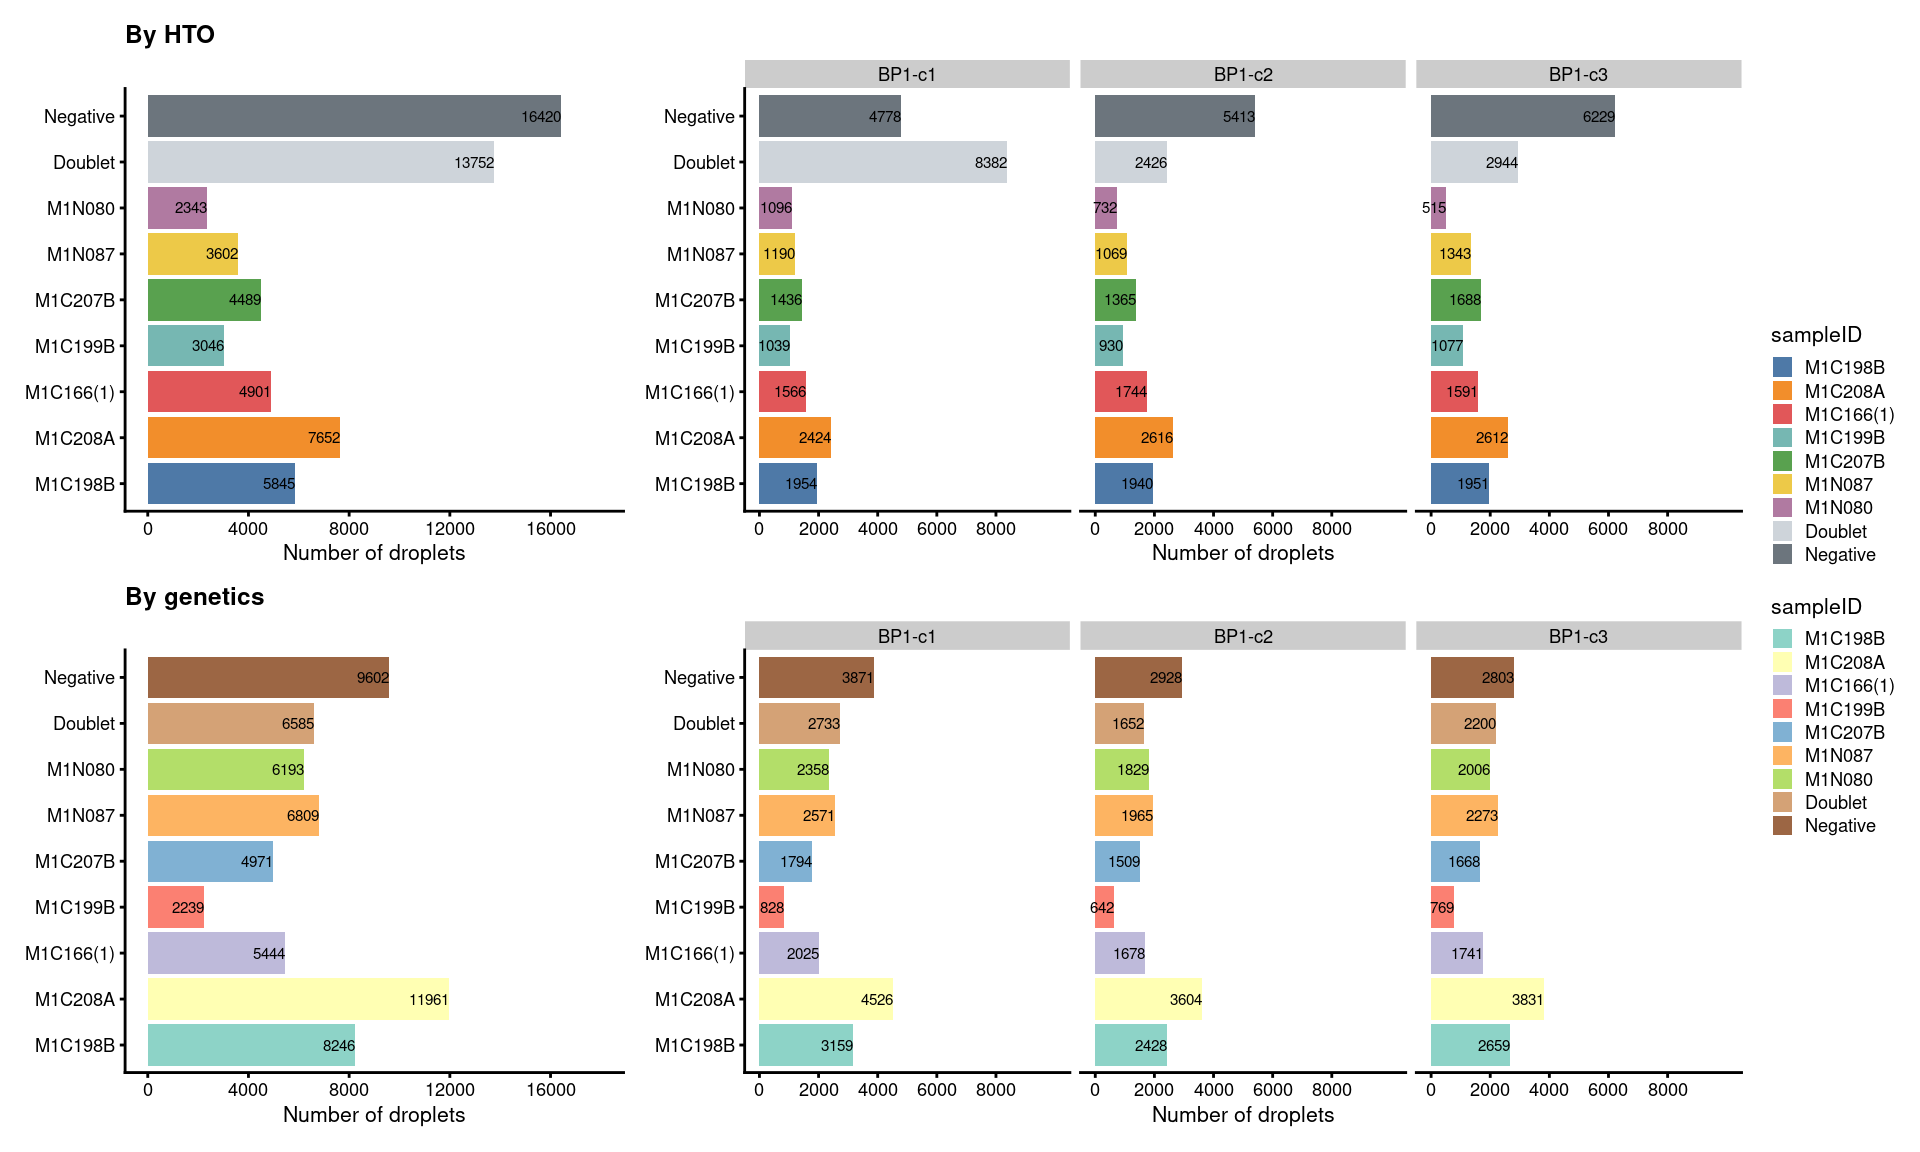 By HTO
BP1-c1 BP1-c2 BP1-c3
Negative 16420 Negative 4778 5413 6229
Doublet 13752 Doublet 8382 2426 2944
M1N080 2343 M1N080 1096 732 515
M1N087 3602 M1N087 1190 1069 1343
M1C207B 4489 M1C207B 1436 1365 1688
M1C199B 3046 M1C199B 1039 930 1077
M1C166(1) 4901 M1C166(1) 1566 1744 1591
M1C208A 7652 M1C208A 2424 2616 2612
M1C198B 5845 M1C198B 1954 1940 1951
0 4000 8000 12000 16000 0 2000 4000 6000 8000 0 2000 4000 6000 8000 0 2000 4000 6000 8000
Number of droplets Number of droplets
sampleID
M1C198B
M1C208A
M1C166(1)
M1C199B
M1C207B
M1N087
M1N080
Doublet
Negative
By genetics
BP1-c1 BP1-c2 BP1-c3
Negative 9602 Negative 3871 2928 2803
Doublet 6585 Doublet 2733 1652 2200
M1N080 6193 M1N080 2358 1829 2006
M1N087 6809 M1N087 2571 1965 2273
M1C207B 4971 M1C207B 1794 1509 1668
M1C199B 2239 M1C199B 828 642 769
M1C166(1) 5444 M1C166(1) 2025 1678 1741
M1C208A 11961 M1C208A 4526 3604 3831
M1C198B 8246 M1C198B 3159 2428 2659
0 4000 8000 12000 16000 0 2000 4000 6000 8000 0 2000 4000 6000 8000 0 2000 4000 6000 8000
Number of droplets Number of droplets
sampleID
M1C198B
M1C208A
M1C166(1)
M1C199B
M1C207B
M1N087
M1N080
Doublet
Negative